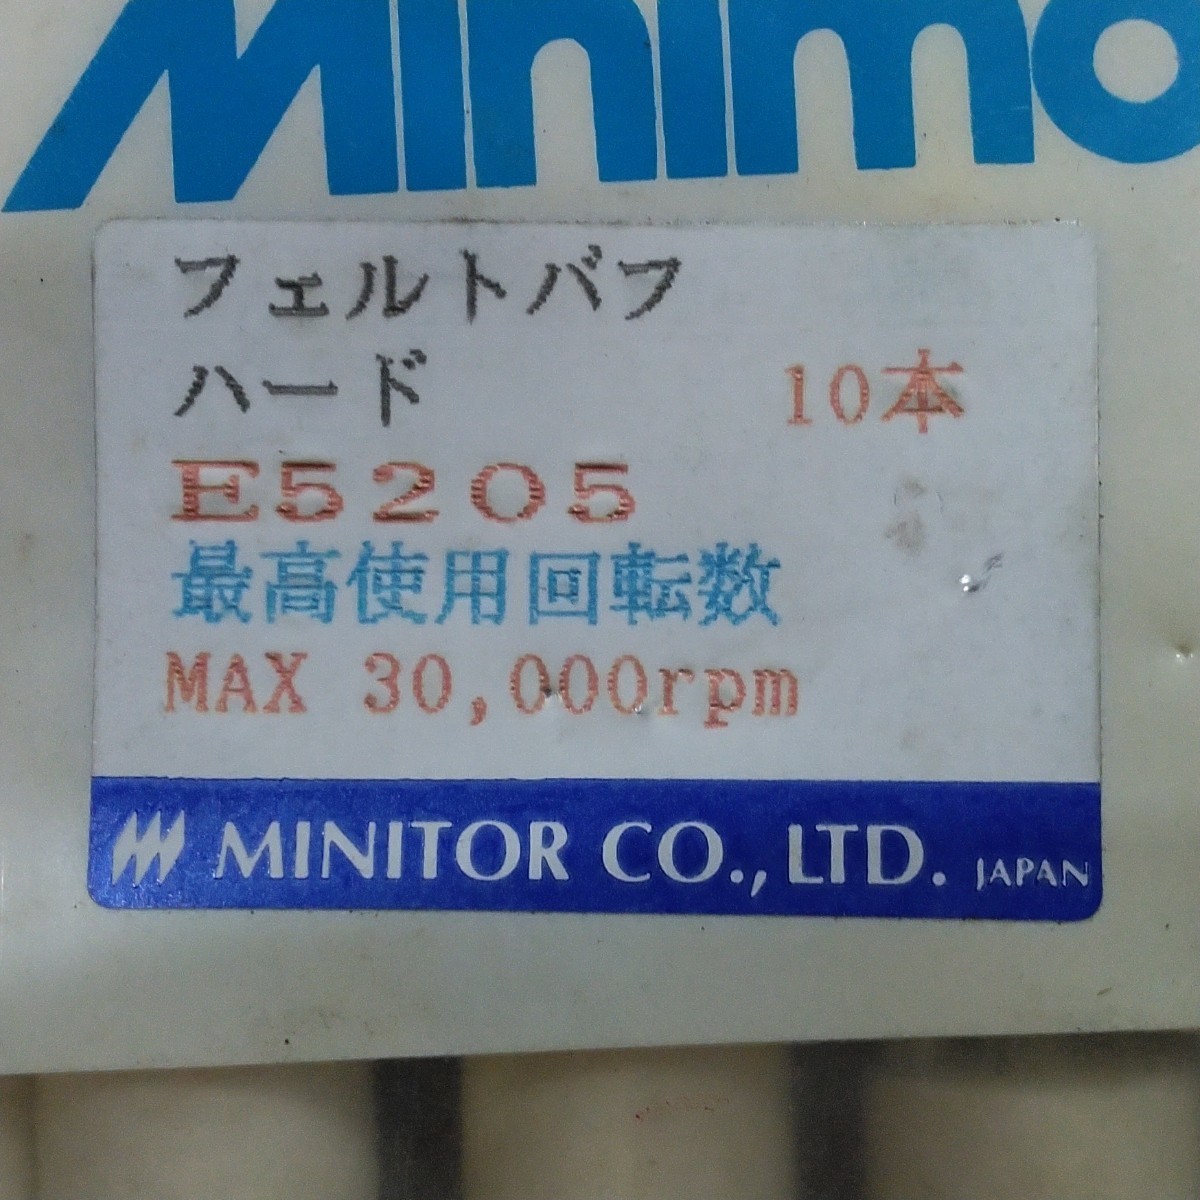 Minimo
フェルトバフ
ハード 10本
E5205
最高使用回転数
MAX 30,000rpm
MINITOR CO., LTD. JAPAN